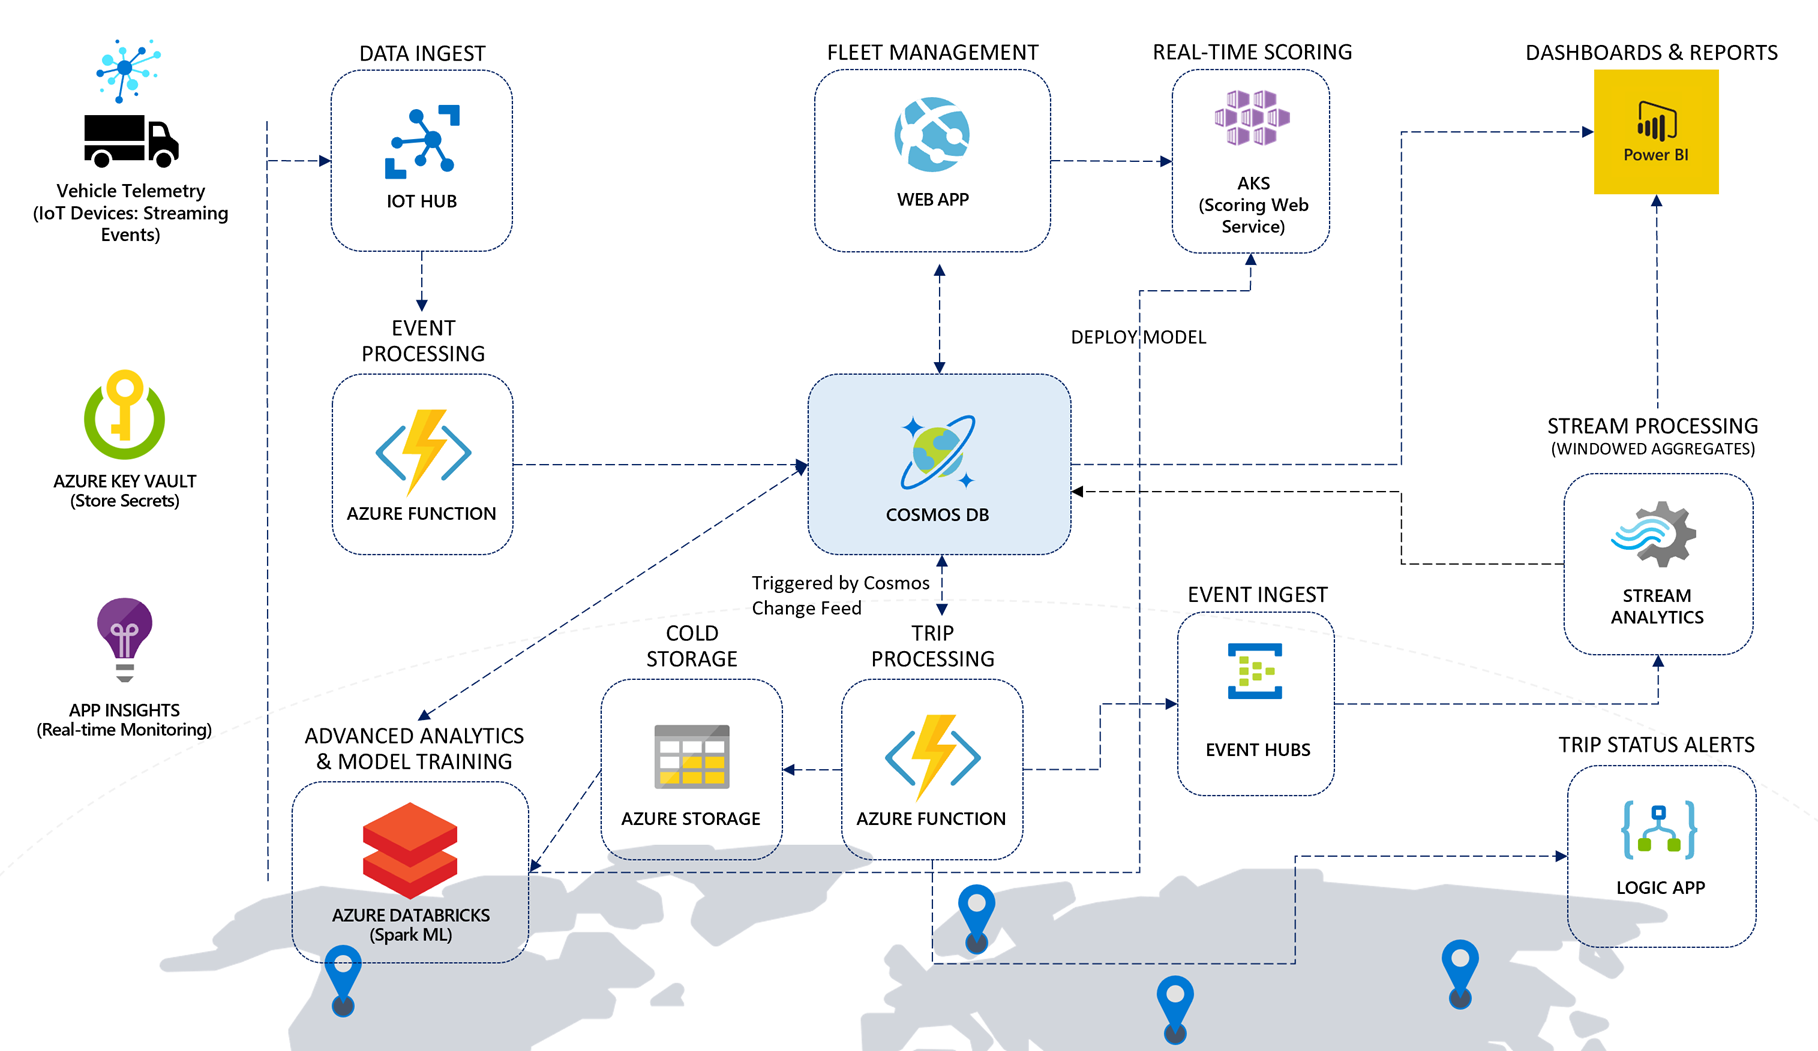 DATA INGEST
FLEET MANAGEMENT
REAL-TIME SCORING
DASHBOARDS & REPORTS
Vehicle Telemetry
(IoT Devices: Streaming
Events)
IOT HUB
WEB APP
AKS
(Scoring Web
Service)
Power BI
EVENT
PROCESSING
DEPLOY MODEL
AZURE KEY VAULT
(Store Secrets)
AZURE FUNCTION
COSMOS DB
STREAM PROCESSING
(WINDOWED AGGREGATES)
STREAM
ANALYTICS
Triggered by Cosmos
Change Feed
EVENT INGEST
EVENT HUBS
APP INSIGHTS
(Real-time Monitoring)
COLD
STORAGE
AZURE STORAGE
TRIP
PROCESSING
AZURE FUNCTION
ADVANCED ANALYTICS
& MODEL TRAINING
AZURE DATABRICKS
(Spark ML)
TRIP STATUS ALERTS
LOGIC APP